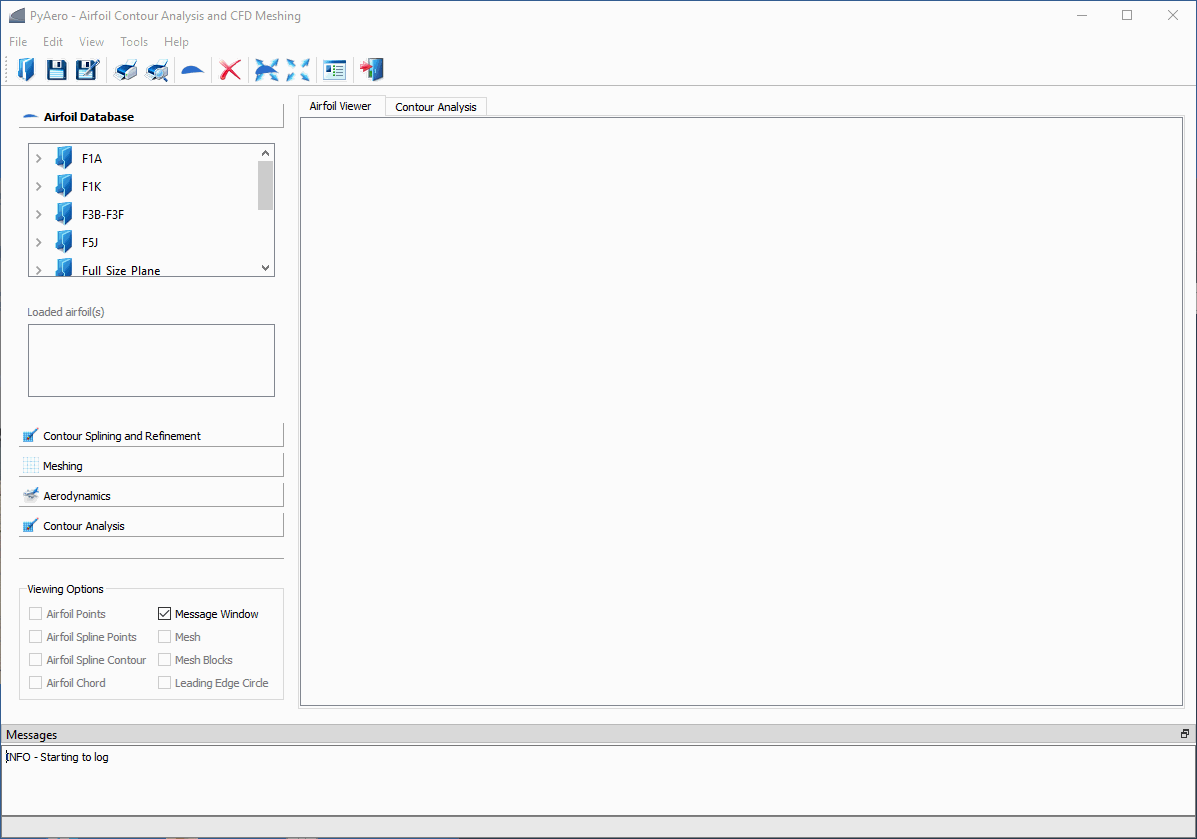 PyAero - Airfoil Contour Analysis and CFD Meshing
File Edit View Tools Help
Airfoil Database
Airfoil Viewer Contour Analysis
F1A
F1K
F3B-F3F
F5J
Full Size Plane
Loaded airfoil(s)
Contour Splining and Refinement
Meshing
Aerodynamics
Contour Analysis
Viewing Options
Airfoil Points Message Window
Airfoil Spline Points Mesh
Airfoil Spline Contour Mesh Blocks
Airfoil Chord Leading Edge Circle
Messages
INFO - Starting to log